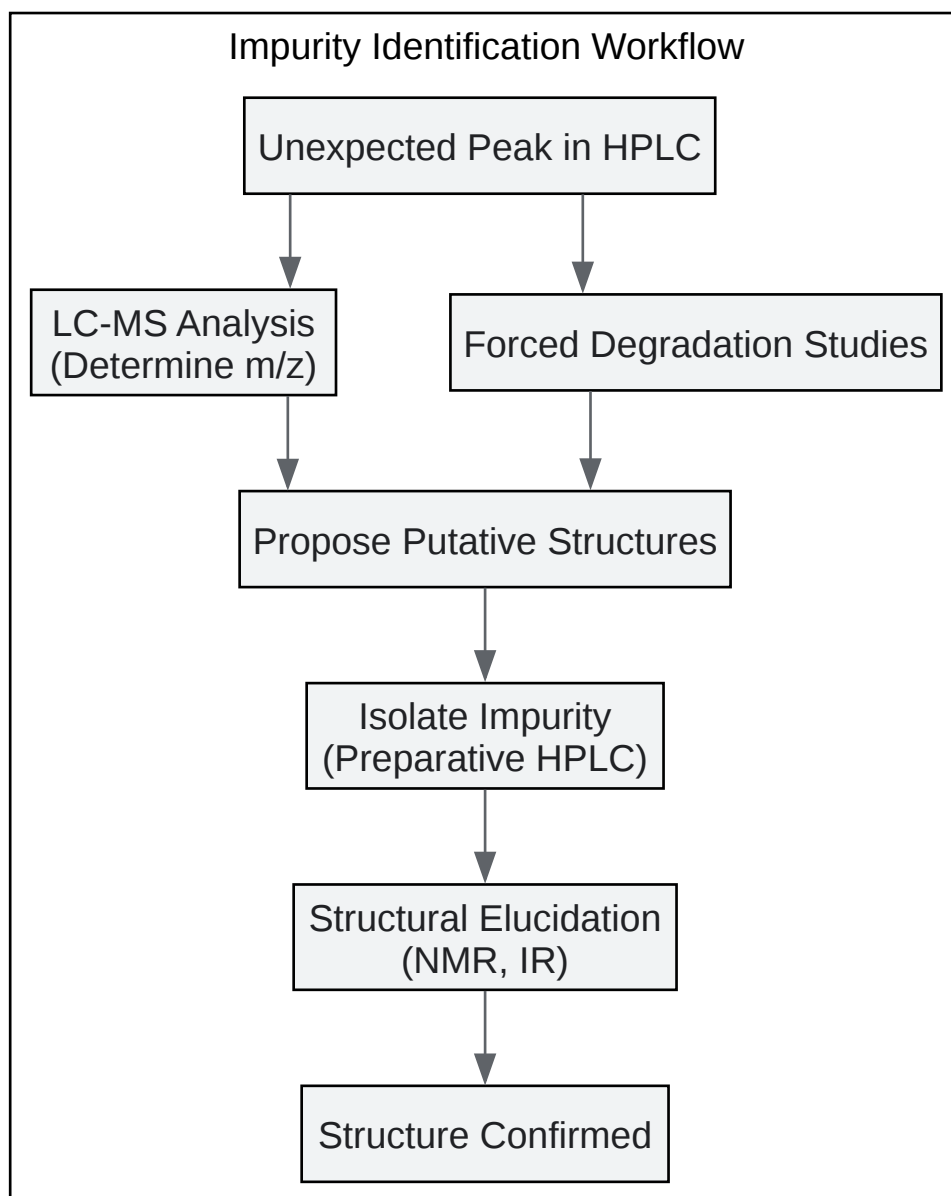 Impurity Identification Workflow
Unexpected Peak in HPLC
LC-MS Analysis
(Determine m/z)
Forced Degradation Studies
Propose Putative Structures
Isolate Impurity
(Preparative HPLC)
Structural Elucidation
(NMR, IR)
Structure Confirmed